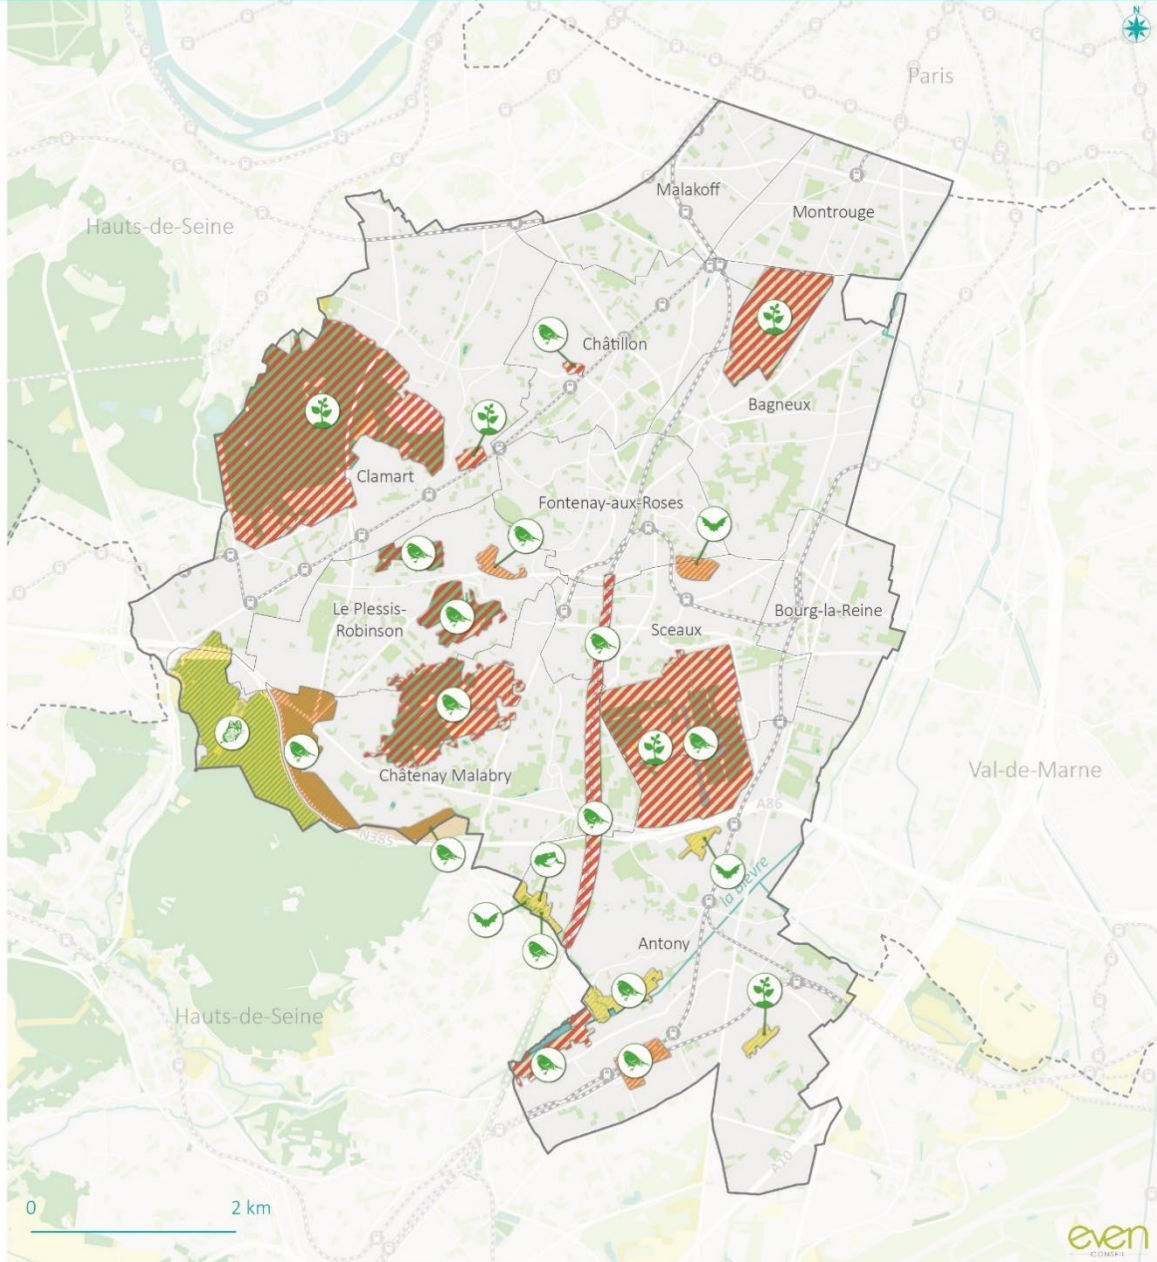 N
Paris
Malakoff
Montrouge
Hauts-de-Seine
Châtillon
Bagneux
Clamart
Fontenay-aux-Roses
Le Plessis-
Robinson
Bourg-la-Reine
Sceaux
Châtenay Malabry
Val-de-Marne
A86
N385
la Bièvre
Antony
Hauts-de-Seine
A10
0 2 km
even
CONSEIL